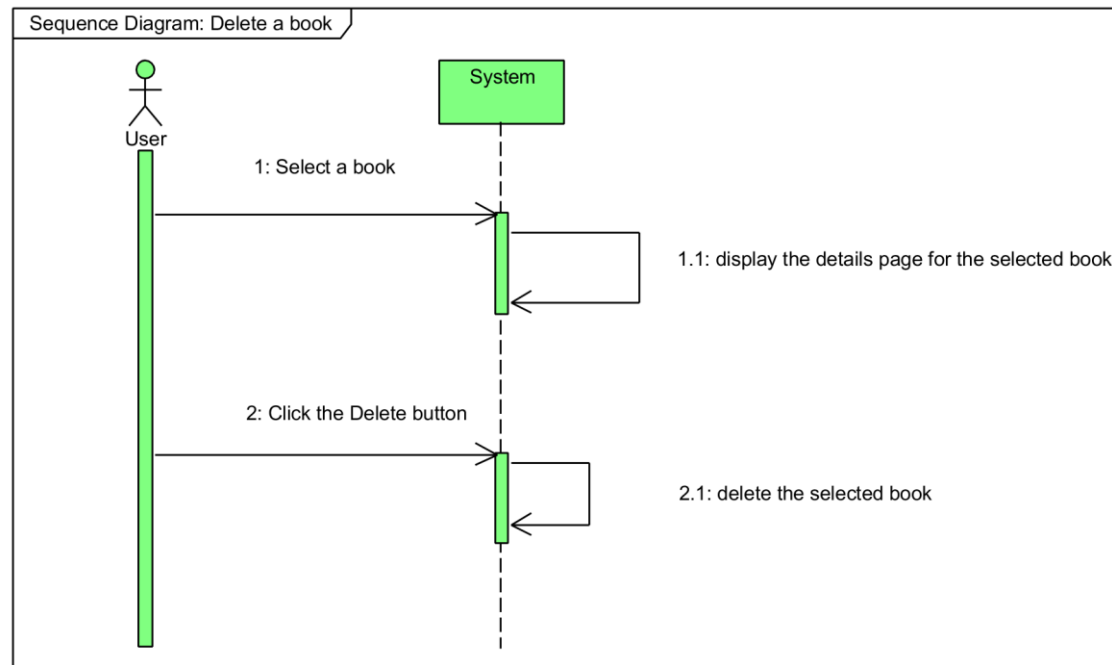 Sequence Diagram: Delete a book
System
User
1: Select a book
1.1: display the details page for the selected book
2: Click the Delete button
2.1: delete the selected book